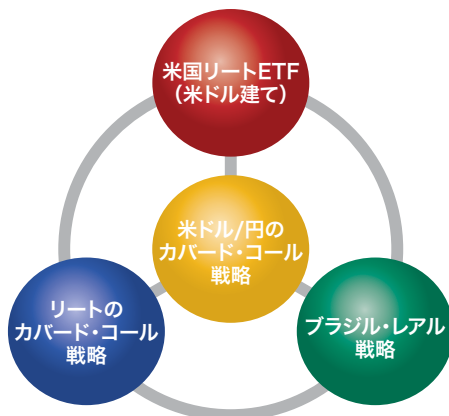 米国リートETF
（米ドル建て）
米ドル/円の
カバード・コール
戦略
リートの
カバード・コール
戦略
ブラジル・レアル
戦略